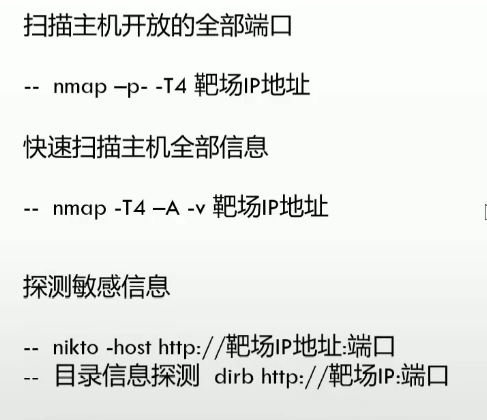 扫描主机开放的全部端口
-- nmap –p- -T4 靶场IP地址
快速扫描主机全部信息
-- nmap -T4 –A -v 靶场IP地址
探测敏感信息
-- nikto -host http://靶场IP地址:端口
-- 目录信息探测 dirb http://靶场IP:端口